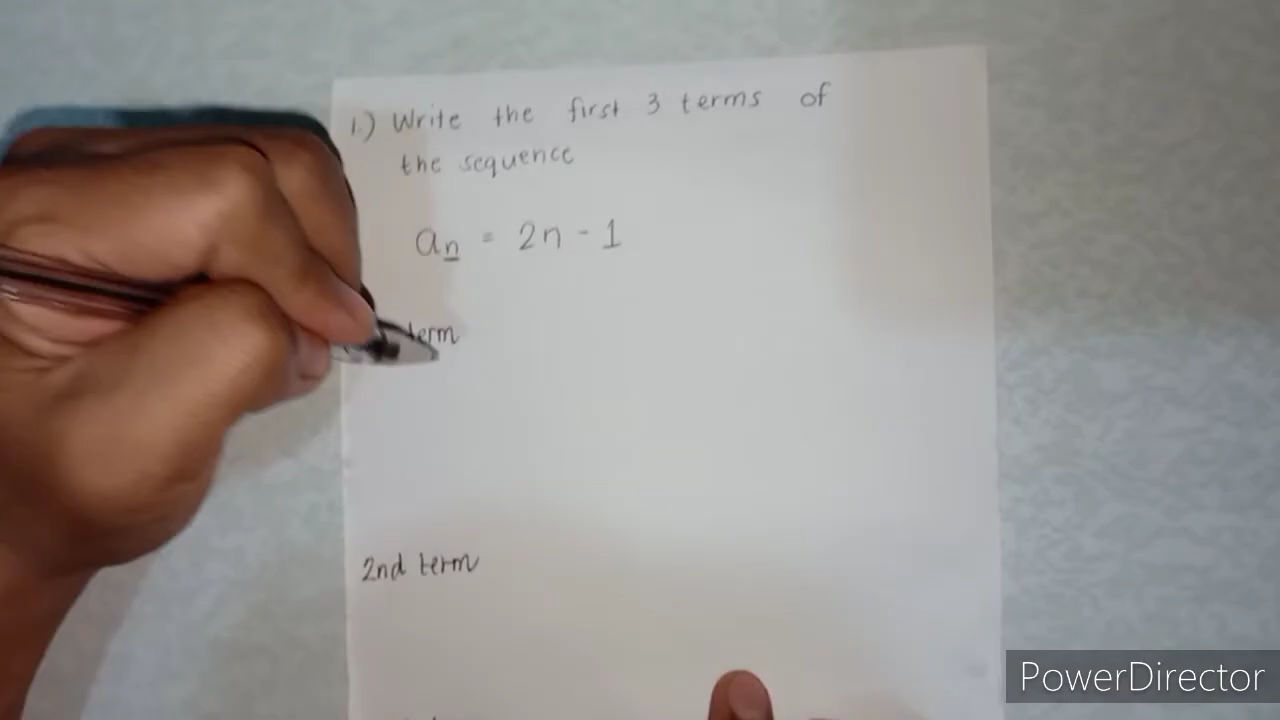 1.) Write the first 3 terms of
the sequence
an = 2n - 1
term
2nd term
PowerDirector